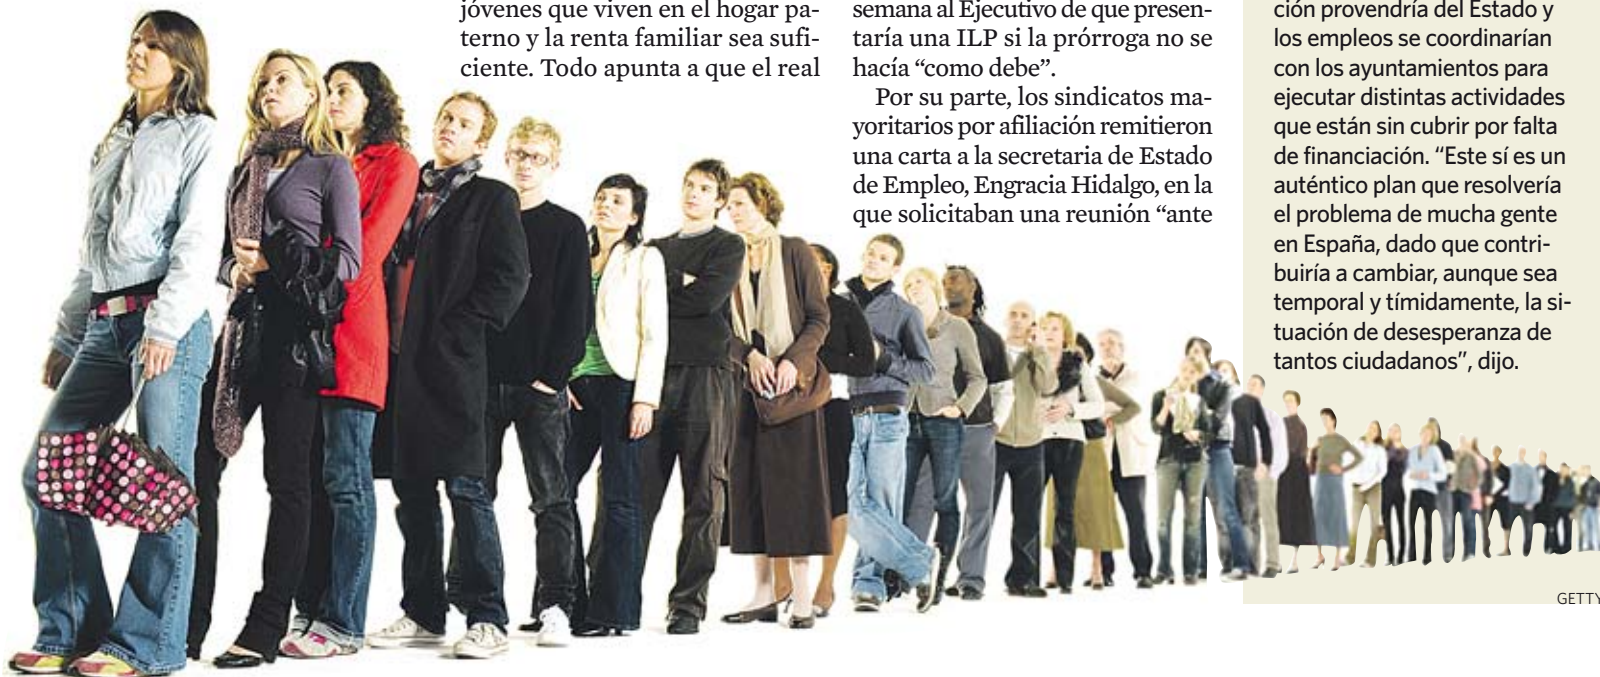 jóvenes que viven en el hogar pa-
terno y la renta familiar sea sufi-
ciente. Todo apunta a que el real
semana al Ejecutivo de que presen-
taría una ILP si la prórroga no se
hacía “como debe”.
Por su parte, los sindicatos ma-
yoritarios por afiliación remitieron
una carta a la secretaria de Estado
de Empleo, Engracia Hidalgo, en la
que solicitaban una reunión “ante
ción provendría del Estado y
los empleos se coordinarían
con los ayuntamientos para
ejecutar distintas actividades
que están sin cubrir por falta
de financiación. “Este sí es un
auténtico plan que resolvería
el problema de mucha gente
en España, dado que contri-
buiría a cambiar, aunque sea
temporal y tímidamente, la si-
tuación de desesperanza de
tantos ciudadanos”, dijo.
GETTY